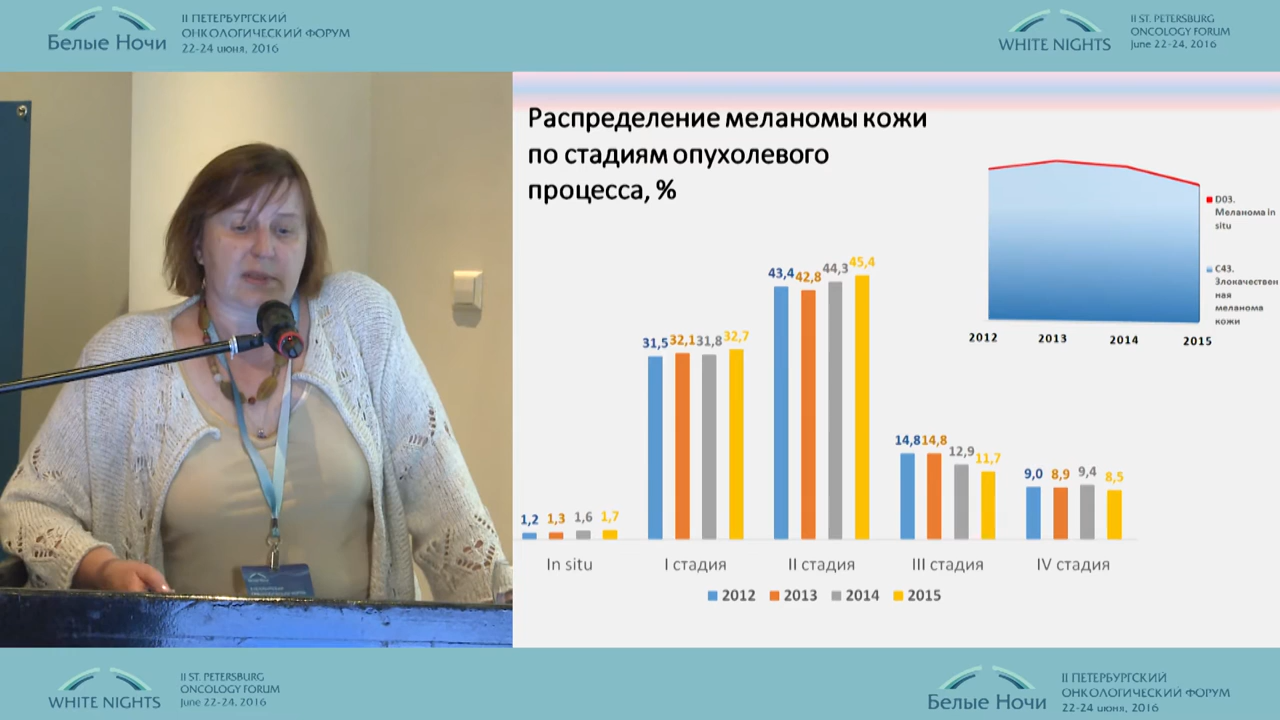 Белые Ночи
II ПЕТЕРБУРГСКИЙ
ОНКОЛОГИЧЕСКИЙ ФОРУМ
22-24 июня, 2016
WHITE NIGHTS
II ST. PETERSBURG
ONCOLOGY FORUM
June 22-24, 2016
Распределение меланомы кожи
по стадиям опухолевого
процесса, %
D03.
Меланома in
situ
C43.
Злокачествен
ная
меланома
кожи
2012 2013 2014 2015
1,2 1,3 1,6 1,7
31,5 32,1 31,8 32,7
43,4 42,8 44,3 45,4
14,8 14,8 12,9 11,7
9,0 8,9 9,4 8,5
In situ I стадия II стадия III стадия IV стадия
2012 2013 2014 2015
WHITE NIGHTS
II ST. PETERSBURG
ONCOLOGY FORUM
June 22-24, 2016
Белые Ночи
II ПЕТЕРБУРГСКИЙ
ОНКОЛОГИЧЕСКИЙ ФОРУМ
22-24 июня, 2016